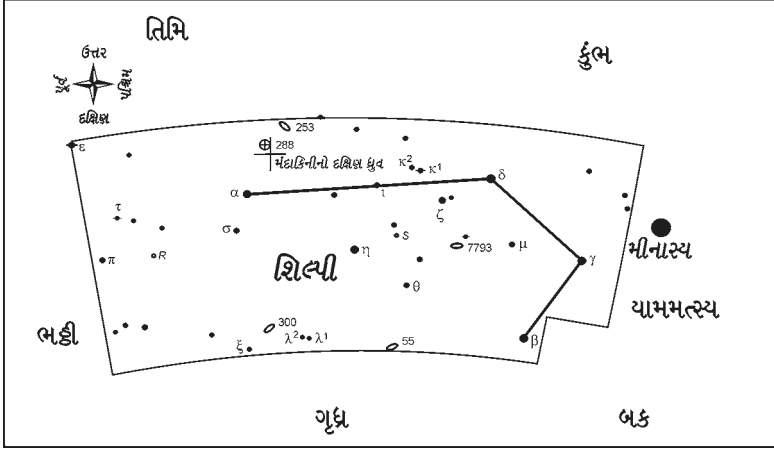 તિમિ
કુંભ
ઉત્તર
પૂર્વ
પશ્ચિમ
દક્ષિણ
253
ε
288
મંદાકિનીનો દક્ષિણ ધ્રુવ
κ² κ¹
δ
α
ι
ζ
τ
σ
S
η
7793
μ
મીનાસ્ય
π
R
શિલ્પી
γ
θ
યામમત્સ્ય
ભઠ્ઠી
300
λ² λ¹
ξ
55
β
ગૃધ્ર
બક